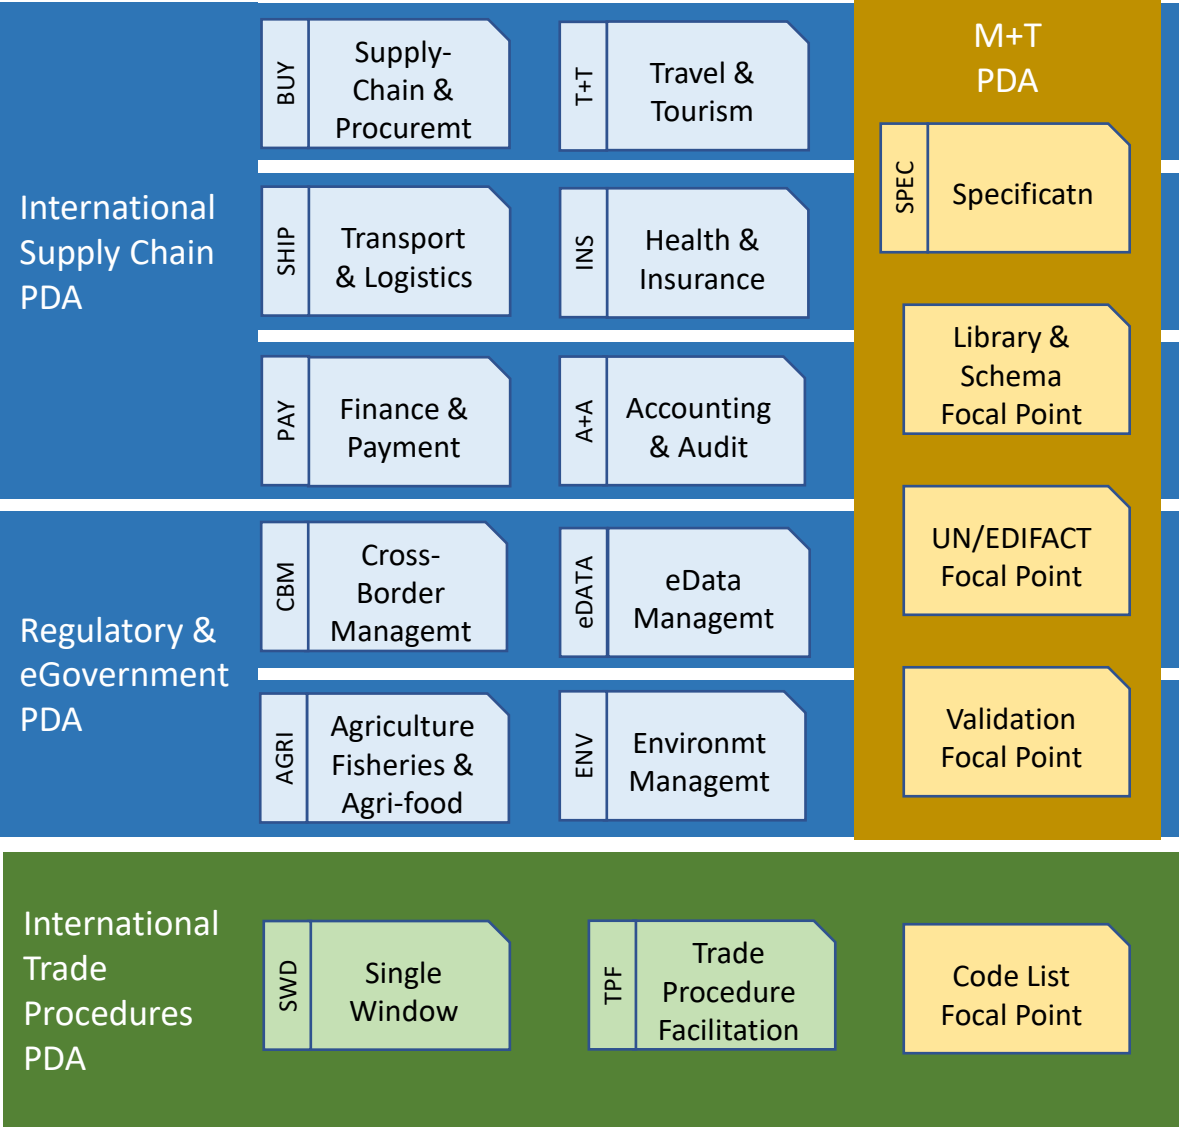 International
Supply Chain
PDA
BUY
Supply-
Chain &
Procuremt
T+T
Travel &
Tourism
SHIP
Transport
& Logistics
INS
Health &
Insurance
PAY
Finance &
Payment
A+A
Accounting
& Audit
Regulatory &
eGovernment
PDA
CBM
Cross-
Border
Managemt
eDATA
eData
Managemt
AGRI
Agriculture
Fisheries &
Agri-food
ENV
Environmt
Managemt
M+T
PDA
SPEC
Specificatn
Library &
Schema
Focal Point
UN/EDIFACT
Focal Point
Validation
Focal Point
International
Trade
Procedures
PDA
SWD
Single
Window
TPF
Trade
Procedure
Facilitation
Code List
Focal Point